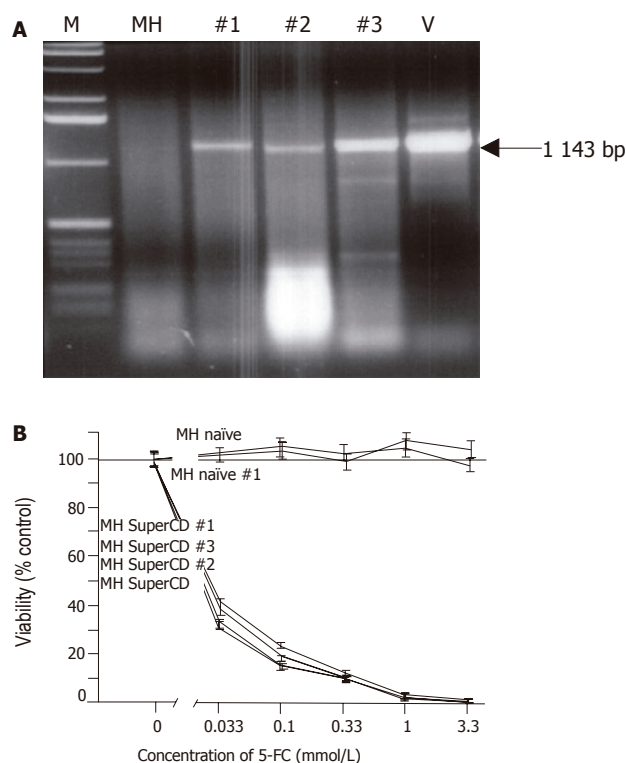 A
M MH #1 #2 #3 V
1 143 bp
B
MH naïve
MH naïve #1
MH SuperCD #1
MH SuperCD #3
MH SuperCD #2
MH SuperCD
Viability (% control)
100
80
60
40
20
0
0 0.033 0.1 0.33 1 3.3
Concentration of 5-FC (mmol/L)